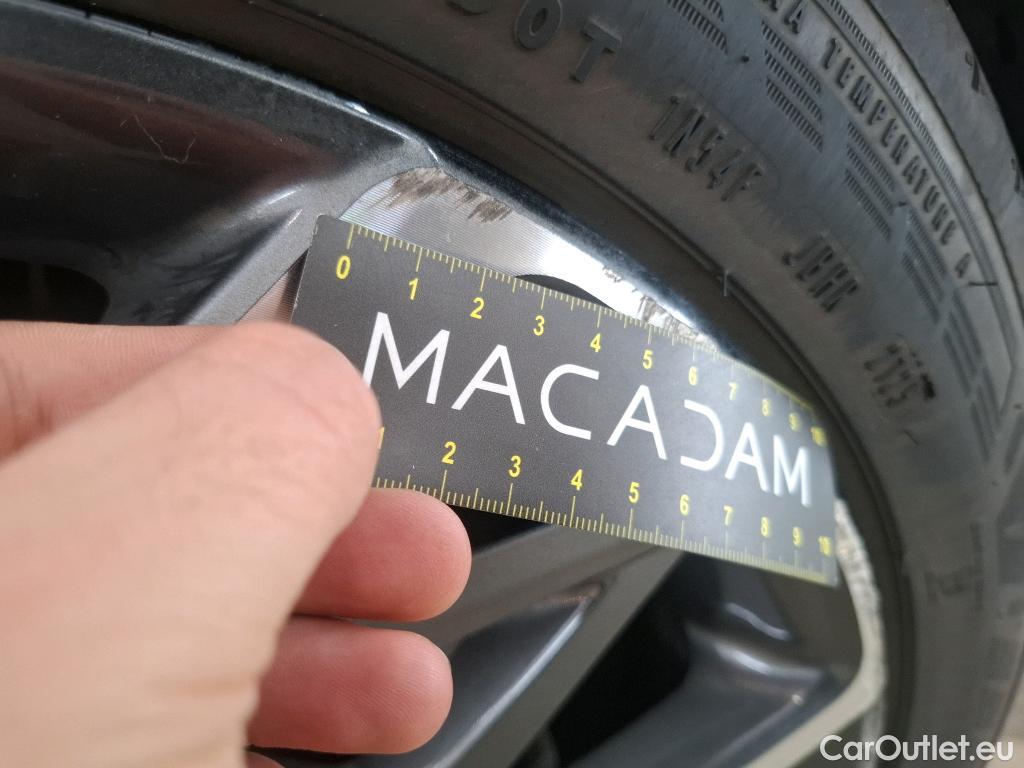 DOT 1N54F
TEMPERATURE A
0 1 2 3 4 5 6 7 8 9 10
MACADAM
1 2 3 4 5 6 7 8 9 10
CarOutlet.eu